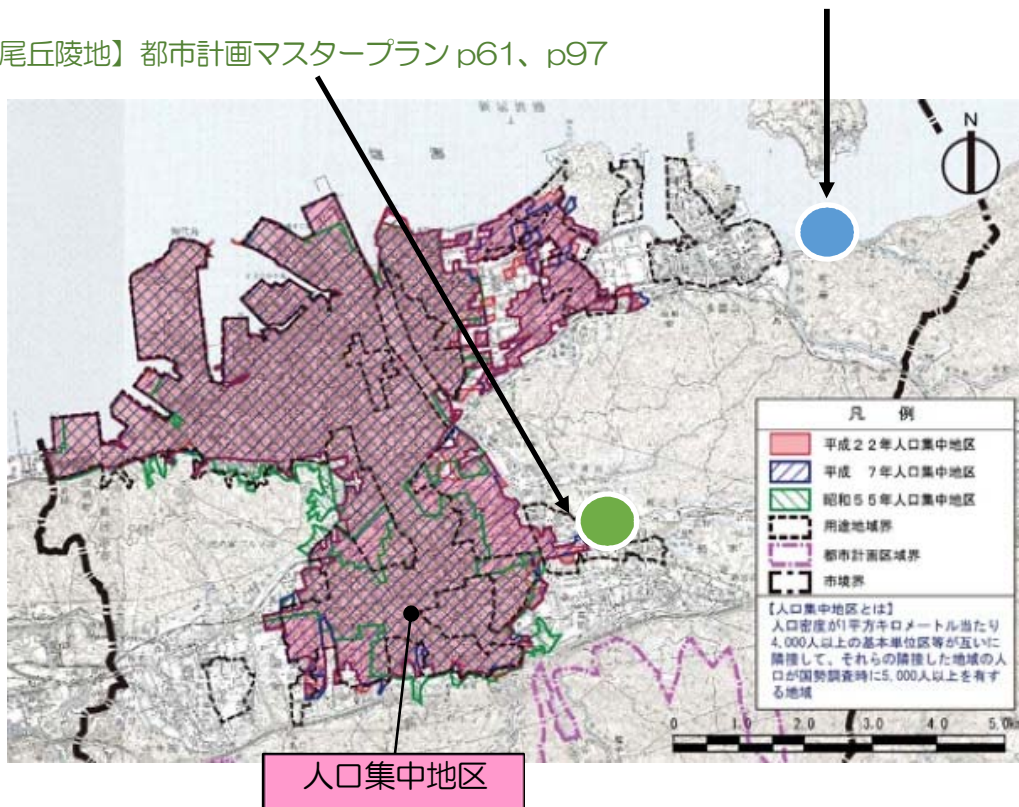 尾丘陵地】都市計画マスタープランp61、p97
N
凡 例
平成22年人口集中地区
平成 7年人口集中地区
昭和55年人口集中地区
用途地域界
都市計画区域界
市境界
【人口集中地区とは】
人口密度が1平方キロメートル当たり
4,000人以上の基本単位区等が互いに
隣接して、それらの隣接した地域の人
口が国勢調査時に5,000人以上を有す
る地域
0 1.0 2.0 3.0 4.0 5.0k
人口集中地区